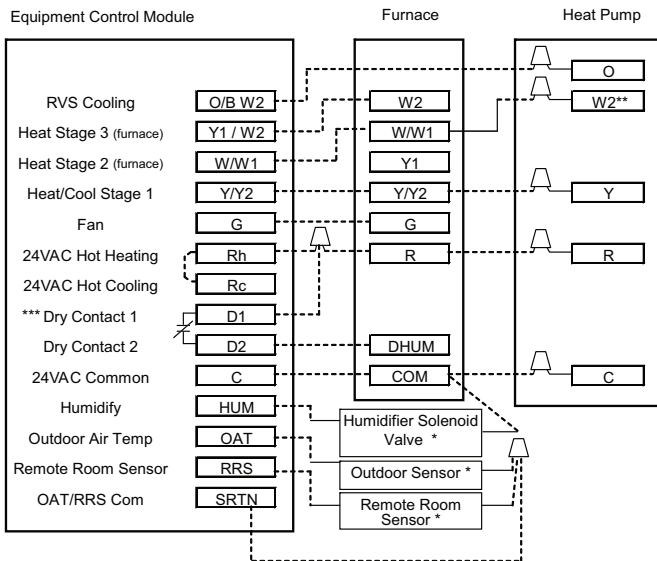 Equipment Control Module
Furnace
Heat Pump
O
RVS Cooling
O/B W2
W2
W2**
Heat Stage 3 (furnace)
Y1 / W2
W/W1
Heat Stage 2 (furnace)
W/W1
Y1
Heat/Cool Stage 1
Y/Y2
Y/Y2
Y
Fan
G
G
24VAC Hot Heating
Rh
R
R
24VAC Hot Cooling
Rc
*** Dry Contact 1
D1
Dry Contact 2
D2
DHUM
24VAC Common
C
COM
C
Humidify
HUM
Humidifier Solenoid
Valve *
Outdoor Air Temp
OAT
Outdoor Sensor *
Remote Room Sensor
RRS
Remote Room
Sensor *
OAT/RRS Com
SRTN